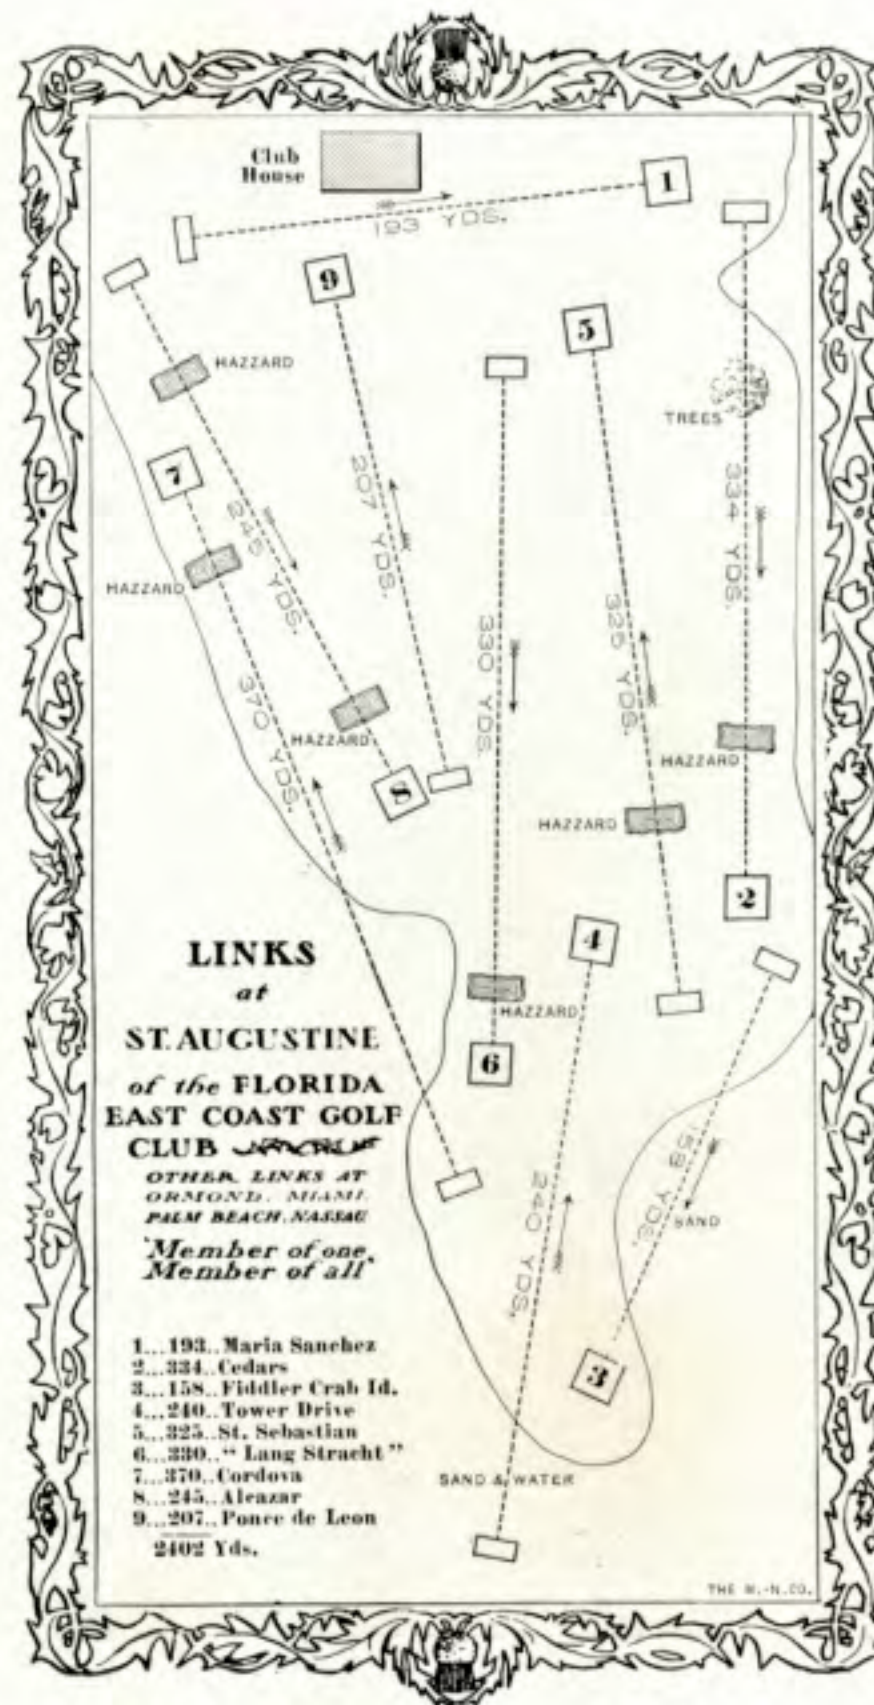 Club
House
1
193 YDS.
9
5
HAZZARD
TREES
7
207 YDS.
334 YDS.
245 YDS.
HAZZARD
330 YDS.
325 YDS.
370 YDS.
HAZZARD
HAZZARD
8
HAZZARD
2
4
LINKS
at
HAZZARD
ST. AUGUSTINE
6
of the FLORIDA
EAST COAST GOLF
CLUB
158 YDS.
OTHER LINKS AT
ORMOND. MIAMI.
PALM BEACH. NASSAU
240 YDS.
SAND
"Member of one,
Member of all"
3
1...193..Maria Sanchez
2...334..Cedars
3...158..Fiddler Crab Id.
4...240..Tower Drive
5...325..St. Sebastian
6...330.." Lang Stracht"
7...370..Cordova
8...245..Alcazar
9...207..Ponce de Leon
2402 Yds.
SAND & WATER
THE M.-N. CO.